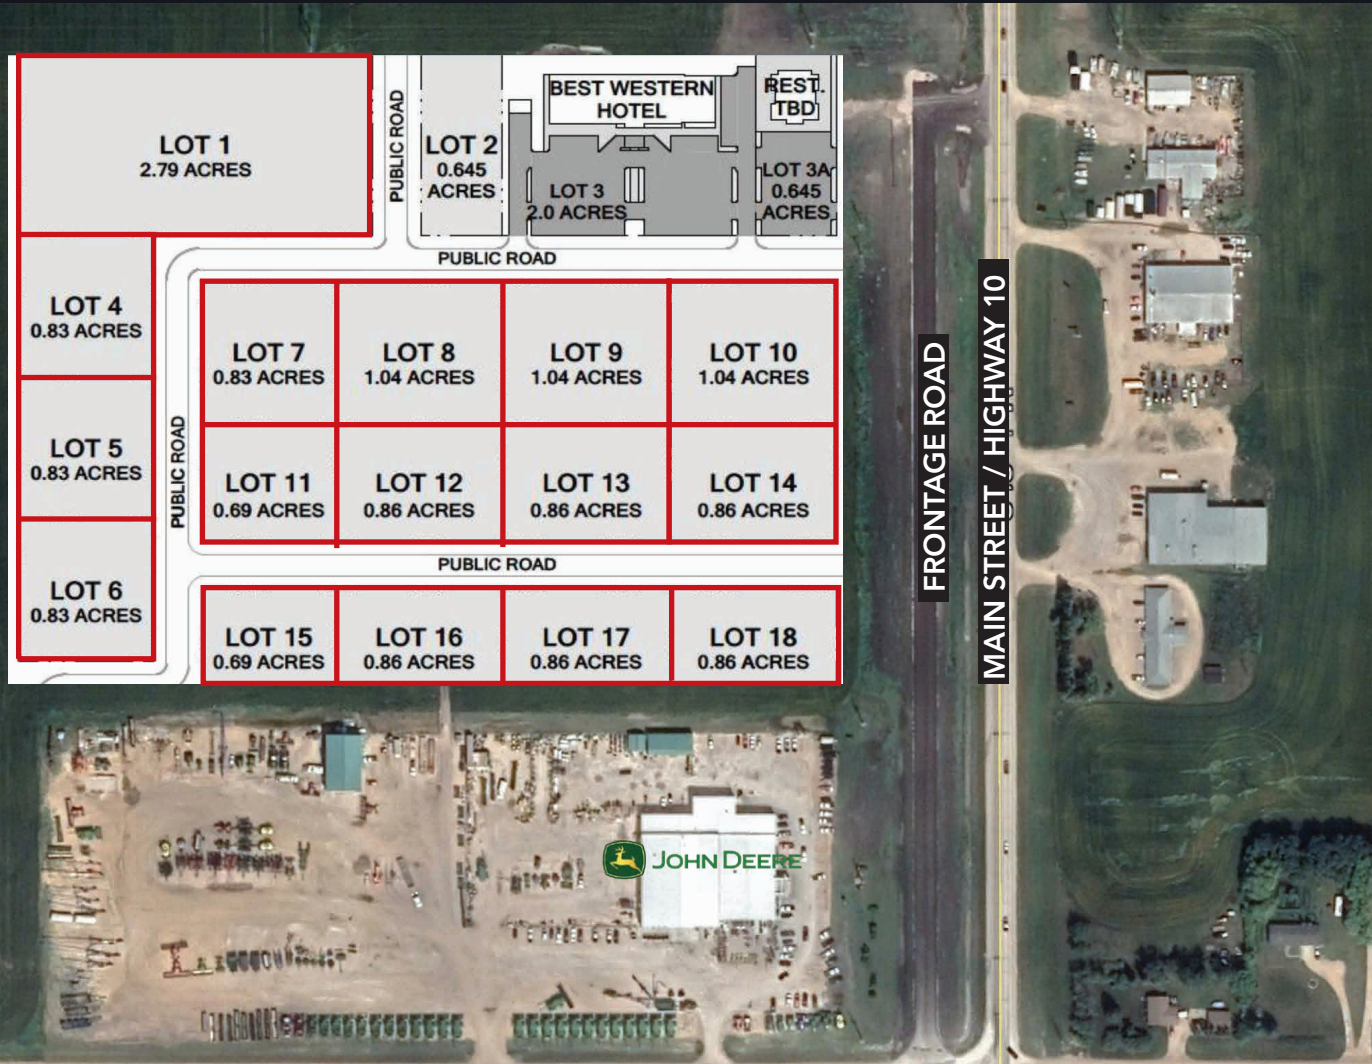 LOT 1
2.79 ACRES
PUBLIC ROAD
LOT 2
0.645
ACRES
BEST WESTERN
HOTEL
LOT 3
2.0 ACRES
REST.
TBD
LOT 3A
0.645
ACRES
PUBLIC ROAD
LOT 4
0.83 ACRES
LOT 5
0.83 ACRES
LOT 6
0.83 ACRES
PUBLIC ROAD
LOT 7
0.83 ACRES
LOT 8
1.04 ACRES
LOT 9
1.04 ACRES
LOT 10
1.04 ACRES
LOT 11
0.69 ACRES
LOT 12
0.86 ACRES
LOT 13
0.86 ACRES
LOT 14
0.86 ACRES
PUBLIC ROAD
LOT 15
0.69 ACRES
LOT 16
0.86 ACRES
LOT 17
0.86 ACRES
LOT 18
0.86 ACRES
FRONTAGE ROAD
MAIN STREET / HIGHWAY 10
JOHN DEERE